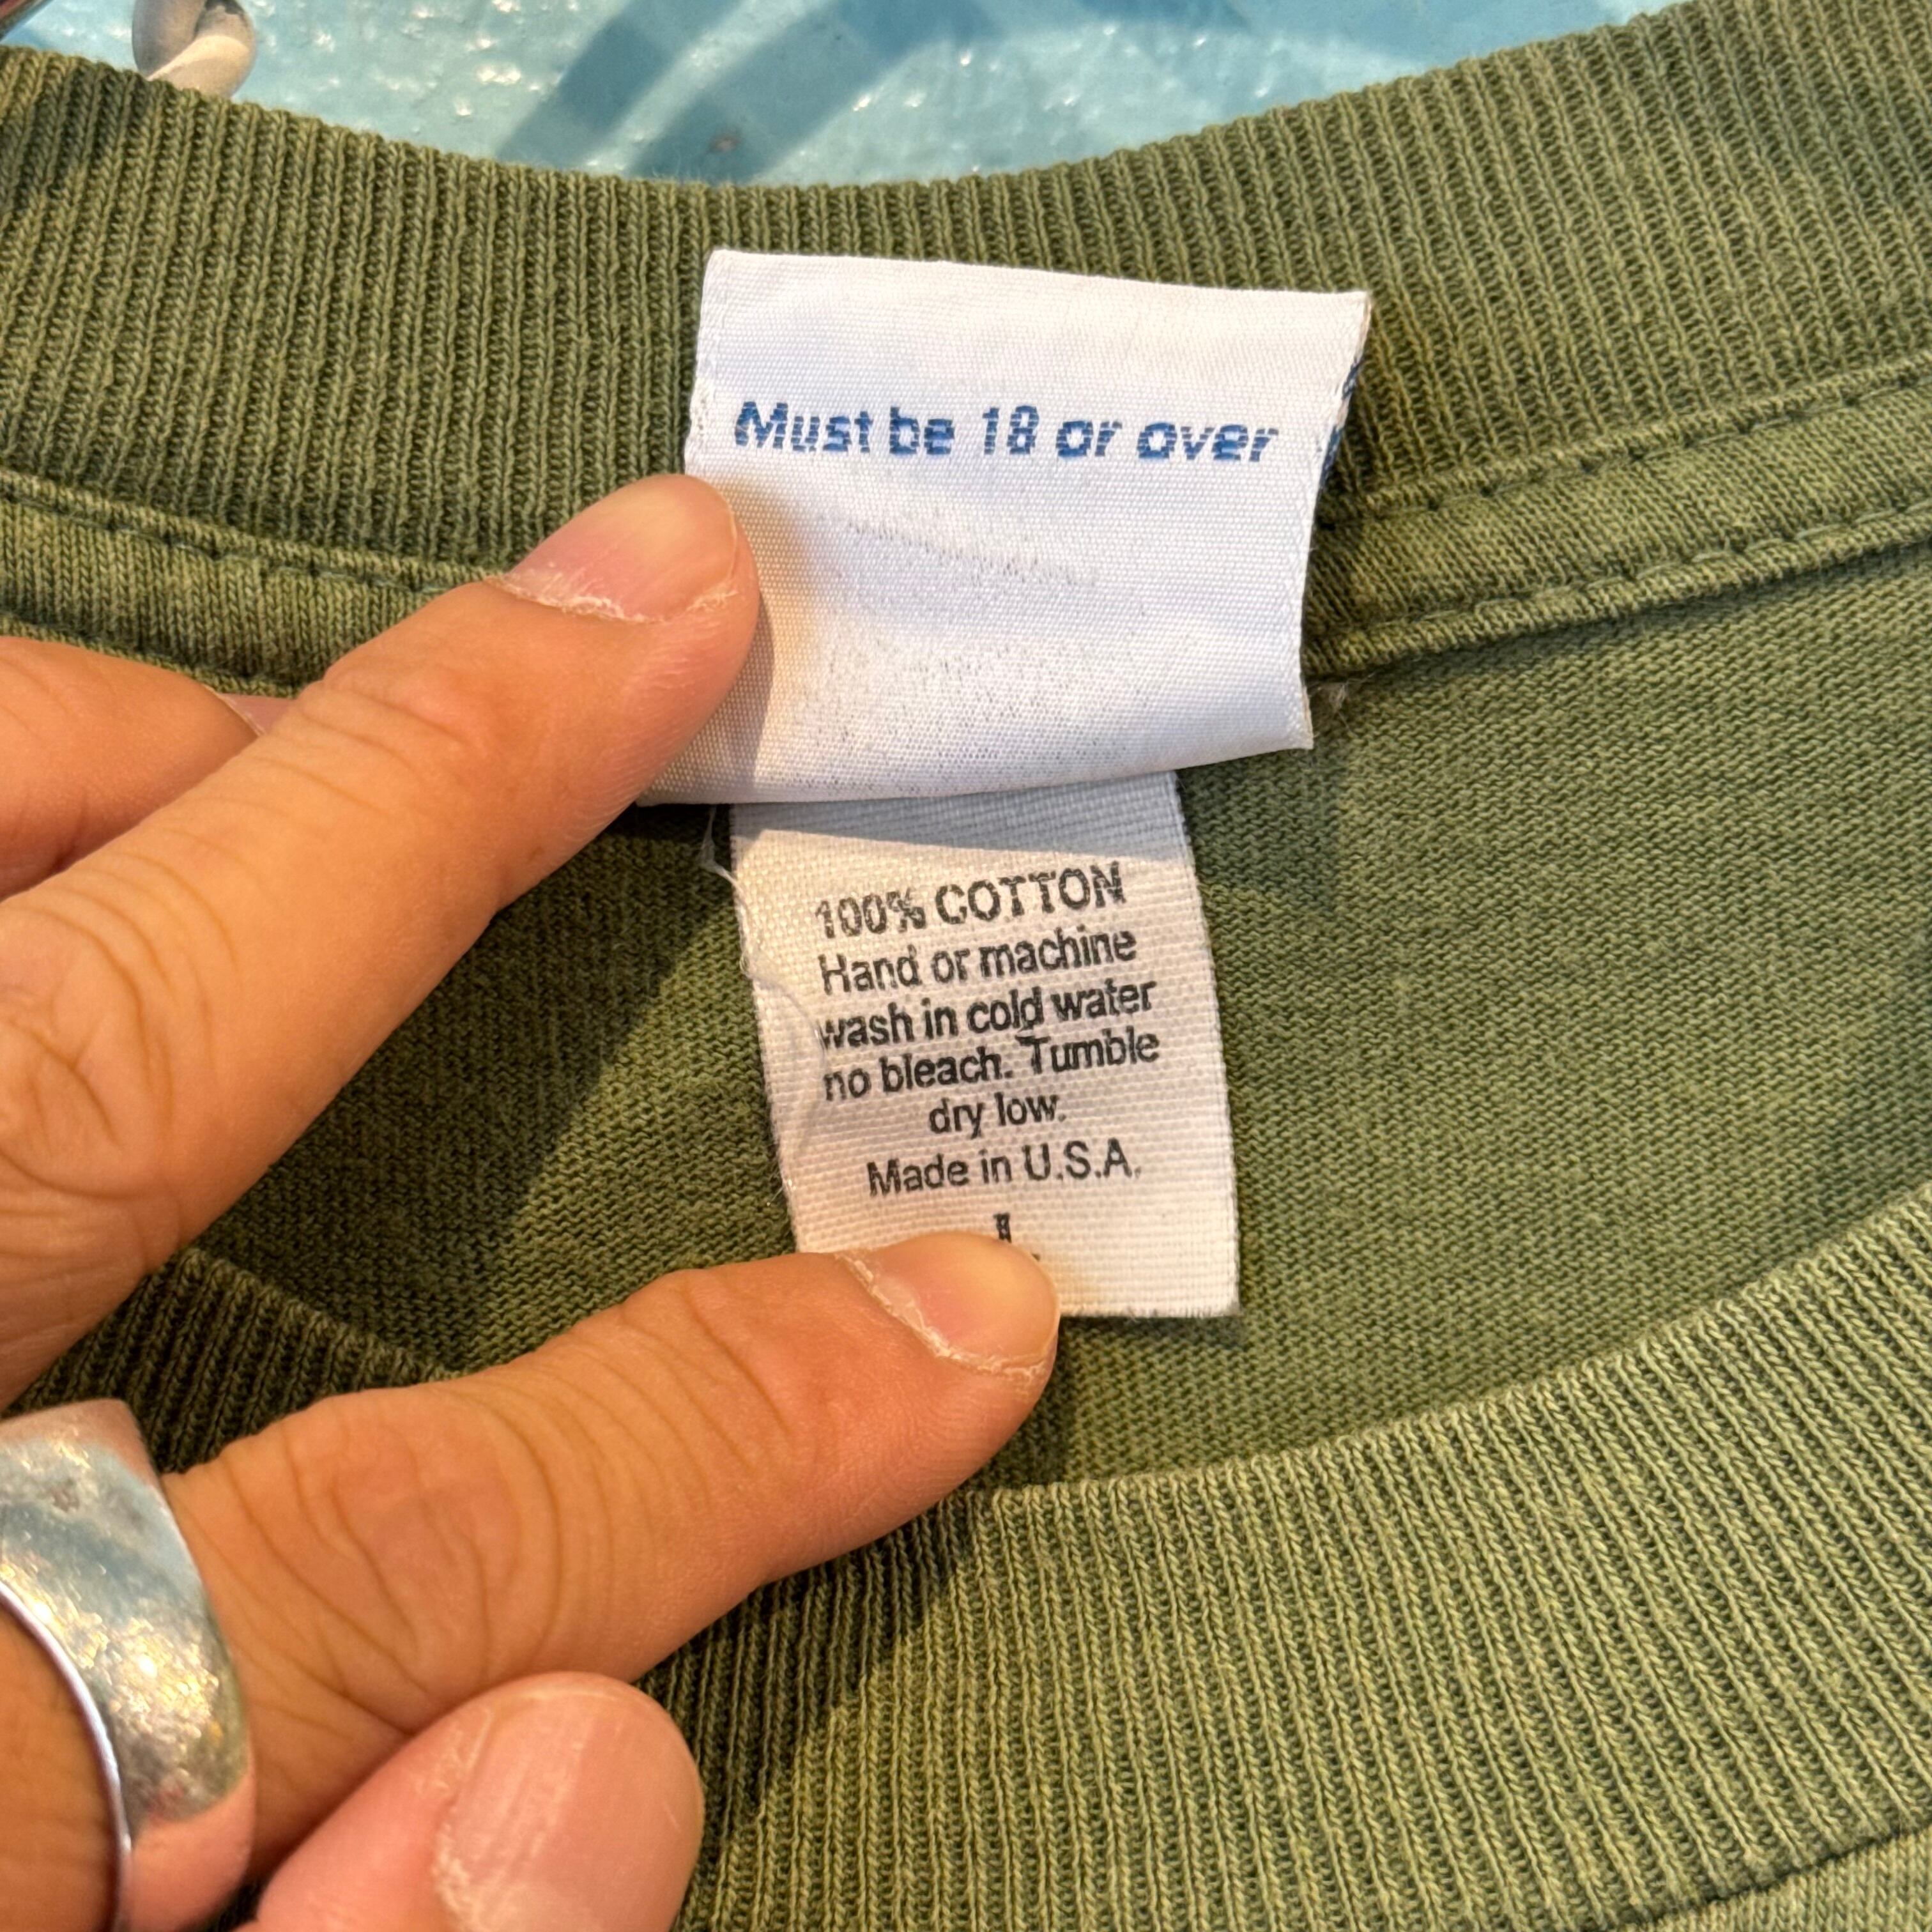 Must be 18 or over
100% COTTON
Hand or machine
wash in cold water
no bleach. Tumble
dry low.
Made in U.S.A.
L